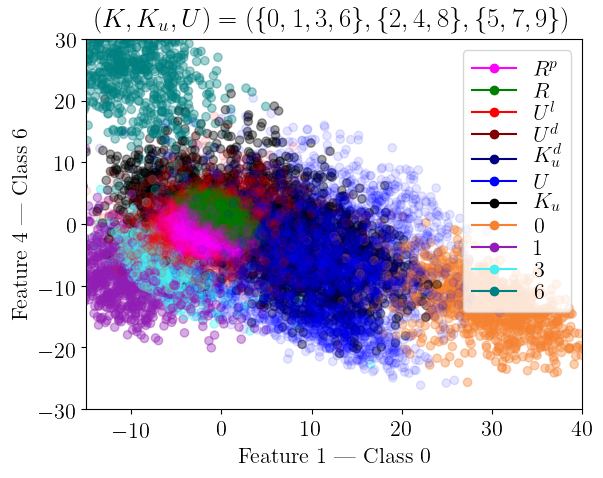 (K, K_u, U) = ({0, 1, 3, 6}, {2, 4, 8}, {5, 7, 9})
30
20
10
0
−10
−20
−30
Feature 4 — Class 6
R^p
R
U^l
U^d
K_u^d
U
K_u
0
1
3
6
−10 0 10 20 30 40
Feature 1 — Class 0